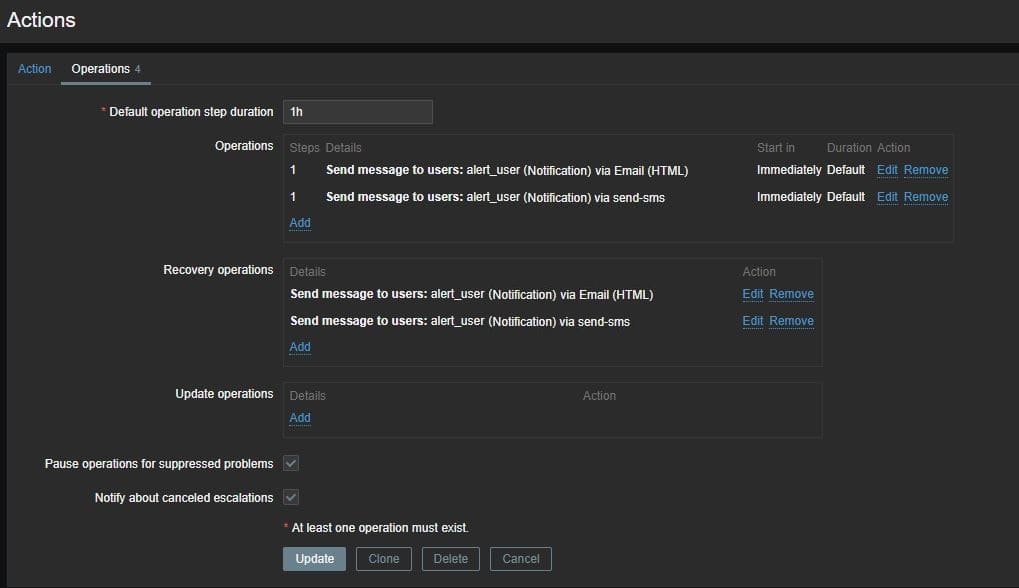 Actions
Action Operations 4
* Default operation step duration 1h
Operations
Steps Details Start in Duration Action
1 Send message to users: alert_user (Notification) via Email (HTML) Immediately Default Edit Remove
1 Send message to users: alert_user (Notification) via send-sms Immediately Default Edit Remove
Add
Recovery operations
Details Action
Send message to users: alert_user (Notification) via Email (HTML) Edit Remove
Send message to users: alert_user (Notification) via send-sms Edit Remove
Add
Update operations
Details Action
Add
Pause operations for suppressed problems
Notify about canceled escalations
* At least one operation must exist.
Update Clone Delete Cancel